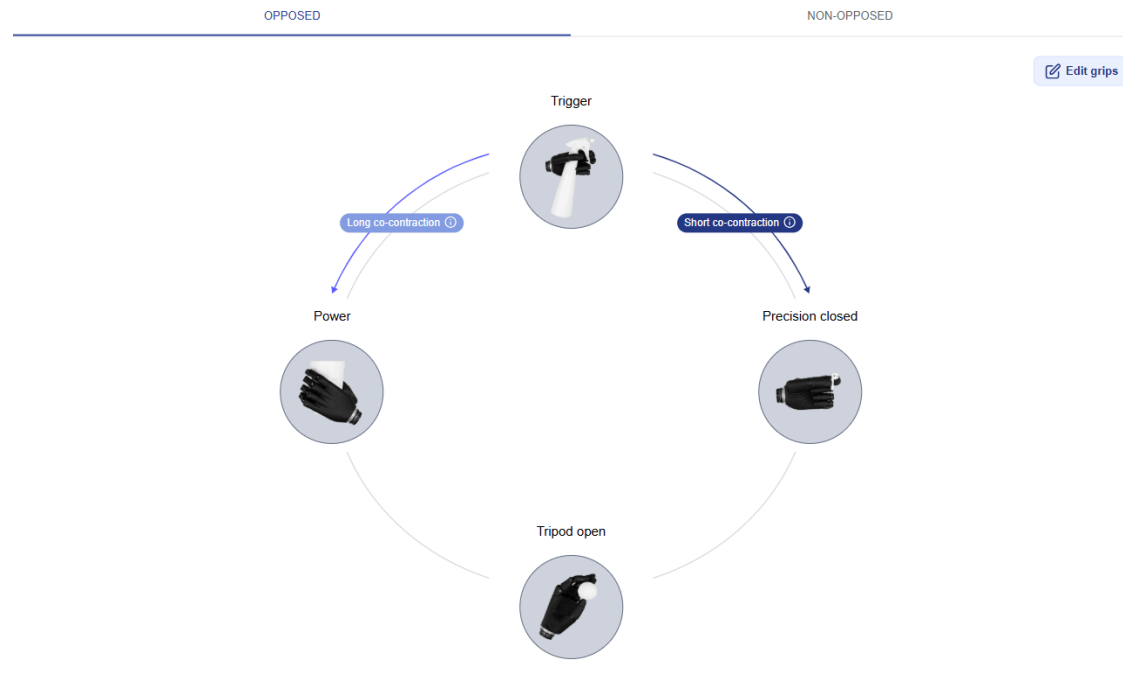 OPPOSED
NON-OPPOSED
Edit grips
Trigger
Long co-contraction
Short co-contraction
Power
Precision closed
Tripod open